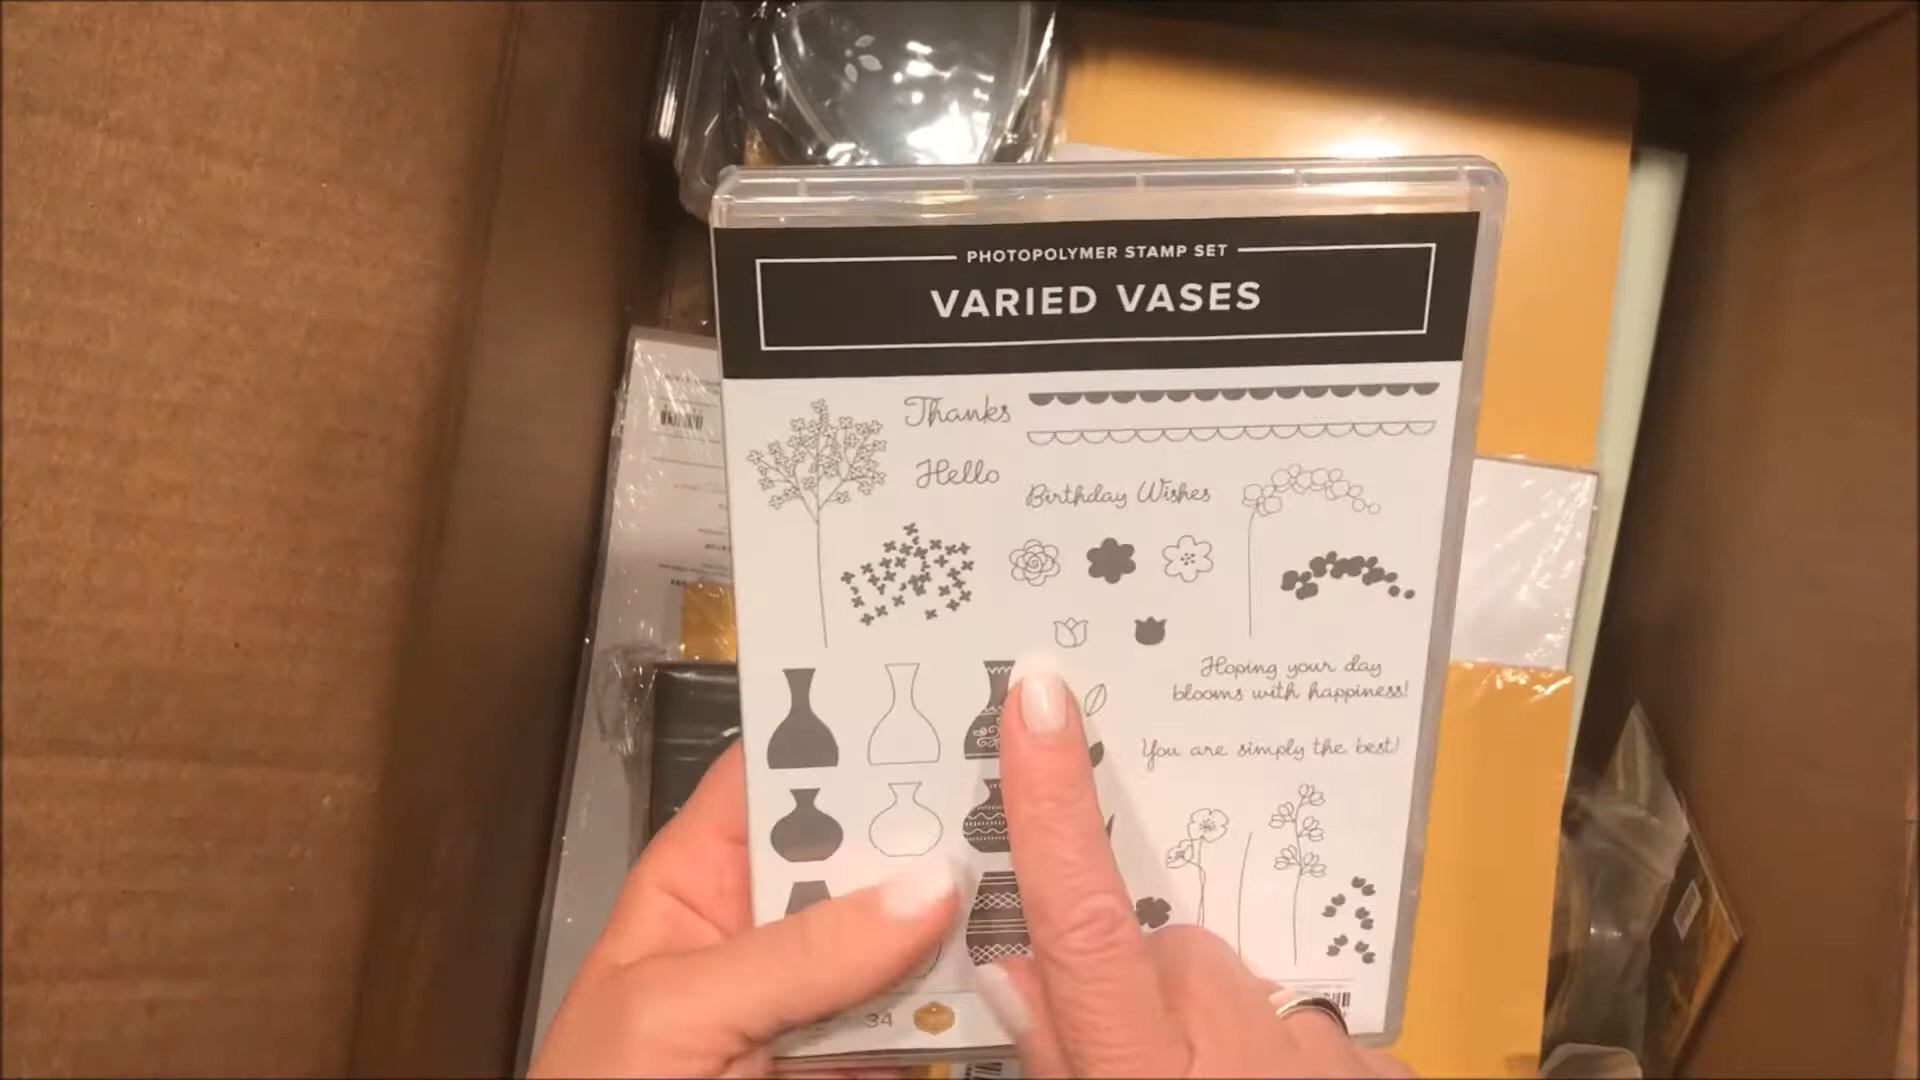 PHOTOPOLYMER STAMP SET
VARIED VASES
Thanks
Hello
Birthday Wishes
Hoping your day
blooms with happiness!
You are simply the best!
34